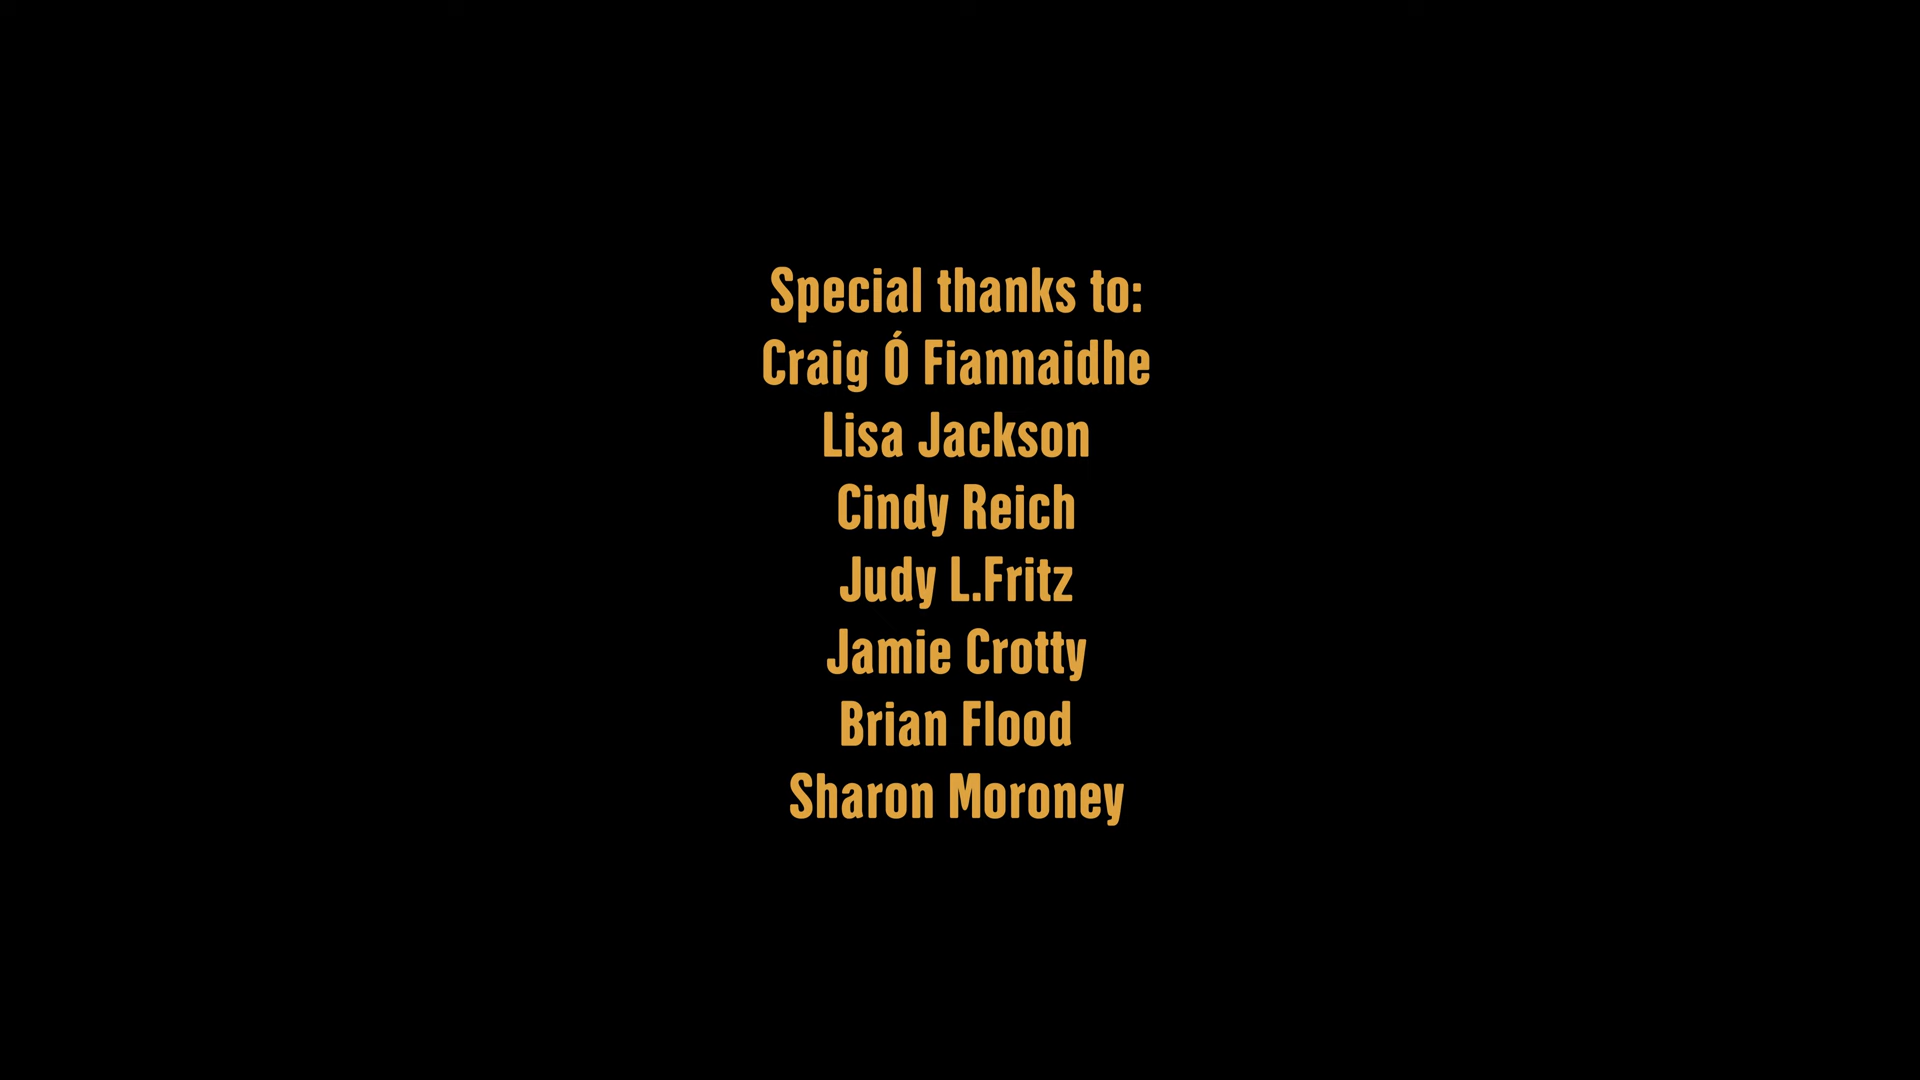 Special thanks to:
Craig Ó Fiannaidhe
Lisa Jackson
Cindy Reich
Judy L.Fritz
Jamie Crotty
Brian Flood
Sharon Moroney